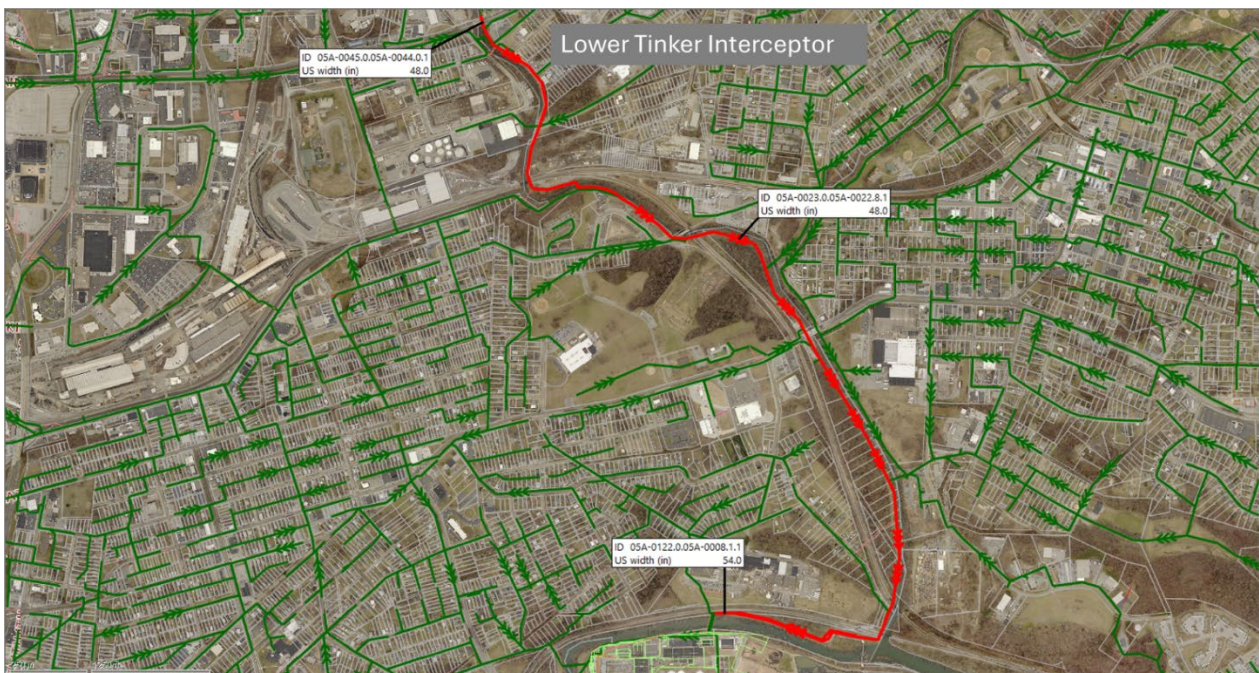 Lower Tinker Interceptor
ID 05A-0045.0.05A-0044.0.1
US width (in) 48.0
ID 05A-0023.0.05A-0022.8.1
US width (in) 48.0
ID 05A-0122.0.05A-0008.1.1
US width (in) 54.0